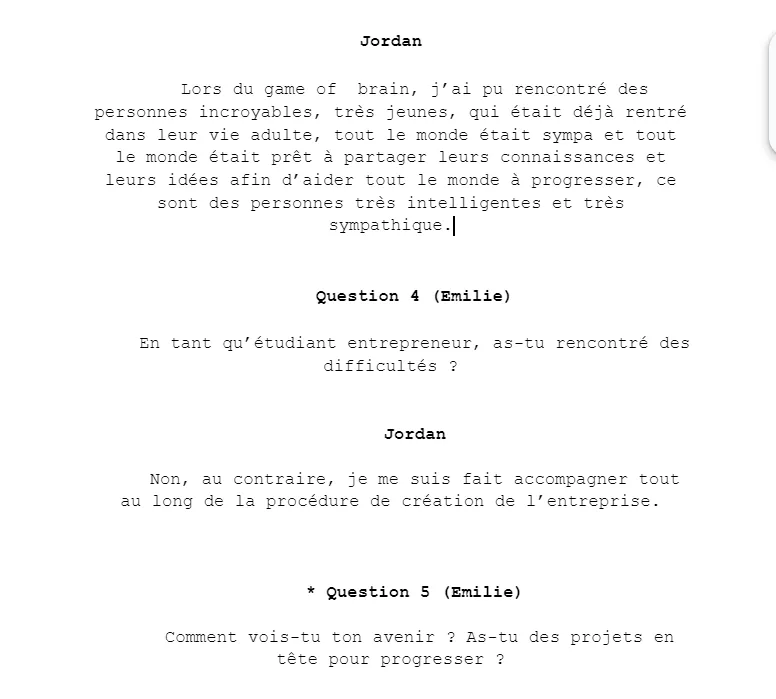 Jordan
Lors du game of  brain, j’ai pu rencontré des
personnes incroyables, très jeunes, qui était déjà rentré
dans leur vie adulte, tout le monde était sympa et tout
le monde était prêt à partager leurs connaissances et
leurs idées afin d’aider tout le monde à progresser, ce
sont des personnes très intelligentes et très
sympathique.
Question 4 (Emilie)
En tant qu’étudiant entrepreneur, as-tu rencontré des
difficultés ?
Jordan
Non, au contraire, je me suis fait accompagner tout
au long de la procédure de création de l’entreprise.
* Question 5 (Emilie)
Comment vois-tu ton avenir ? As-tu des projets en
tête pour progresser ?